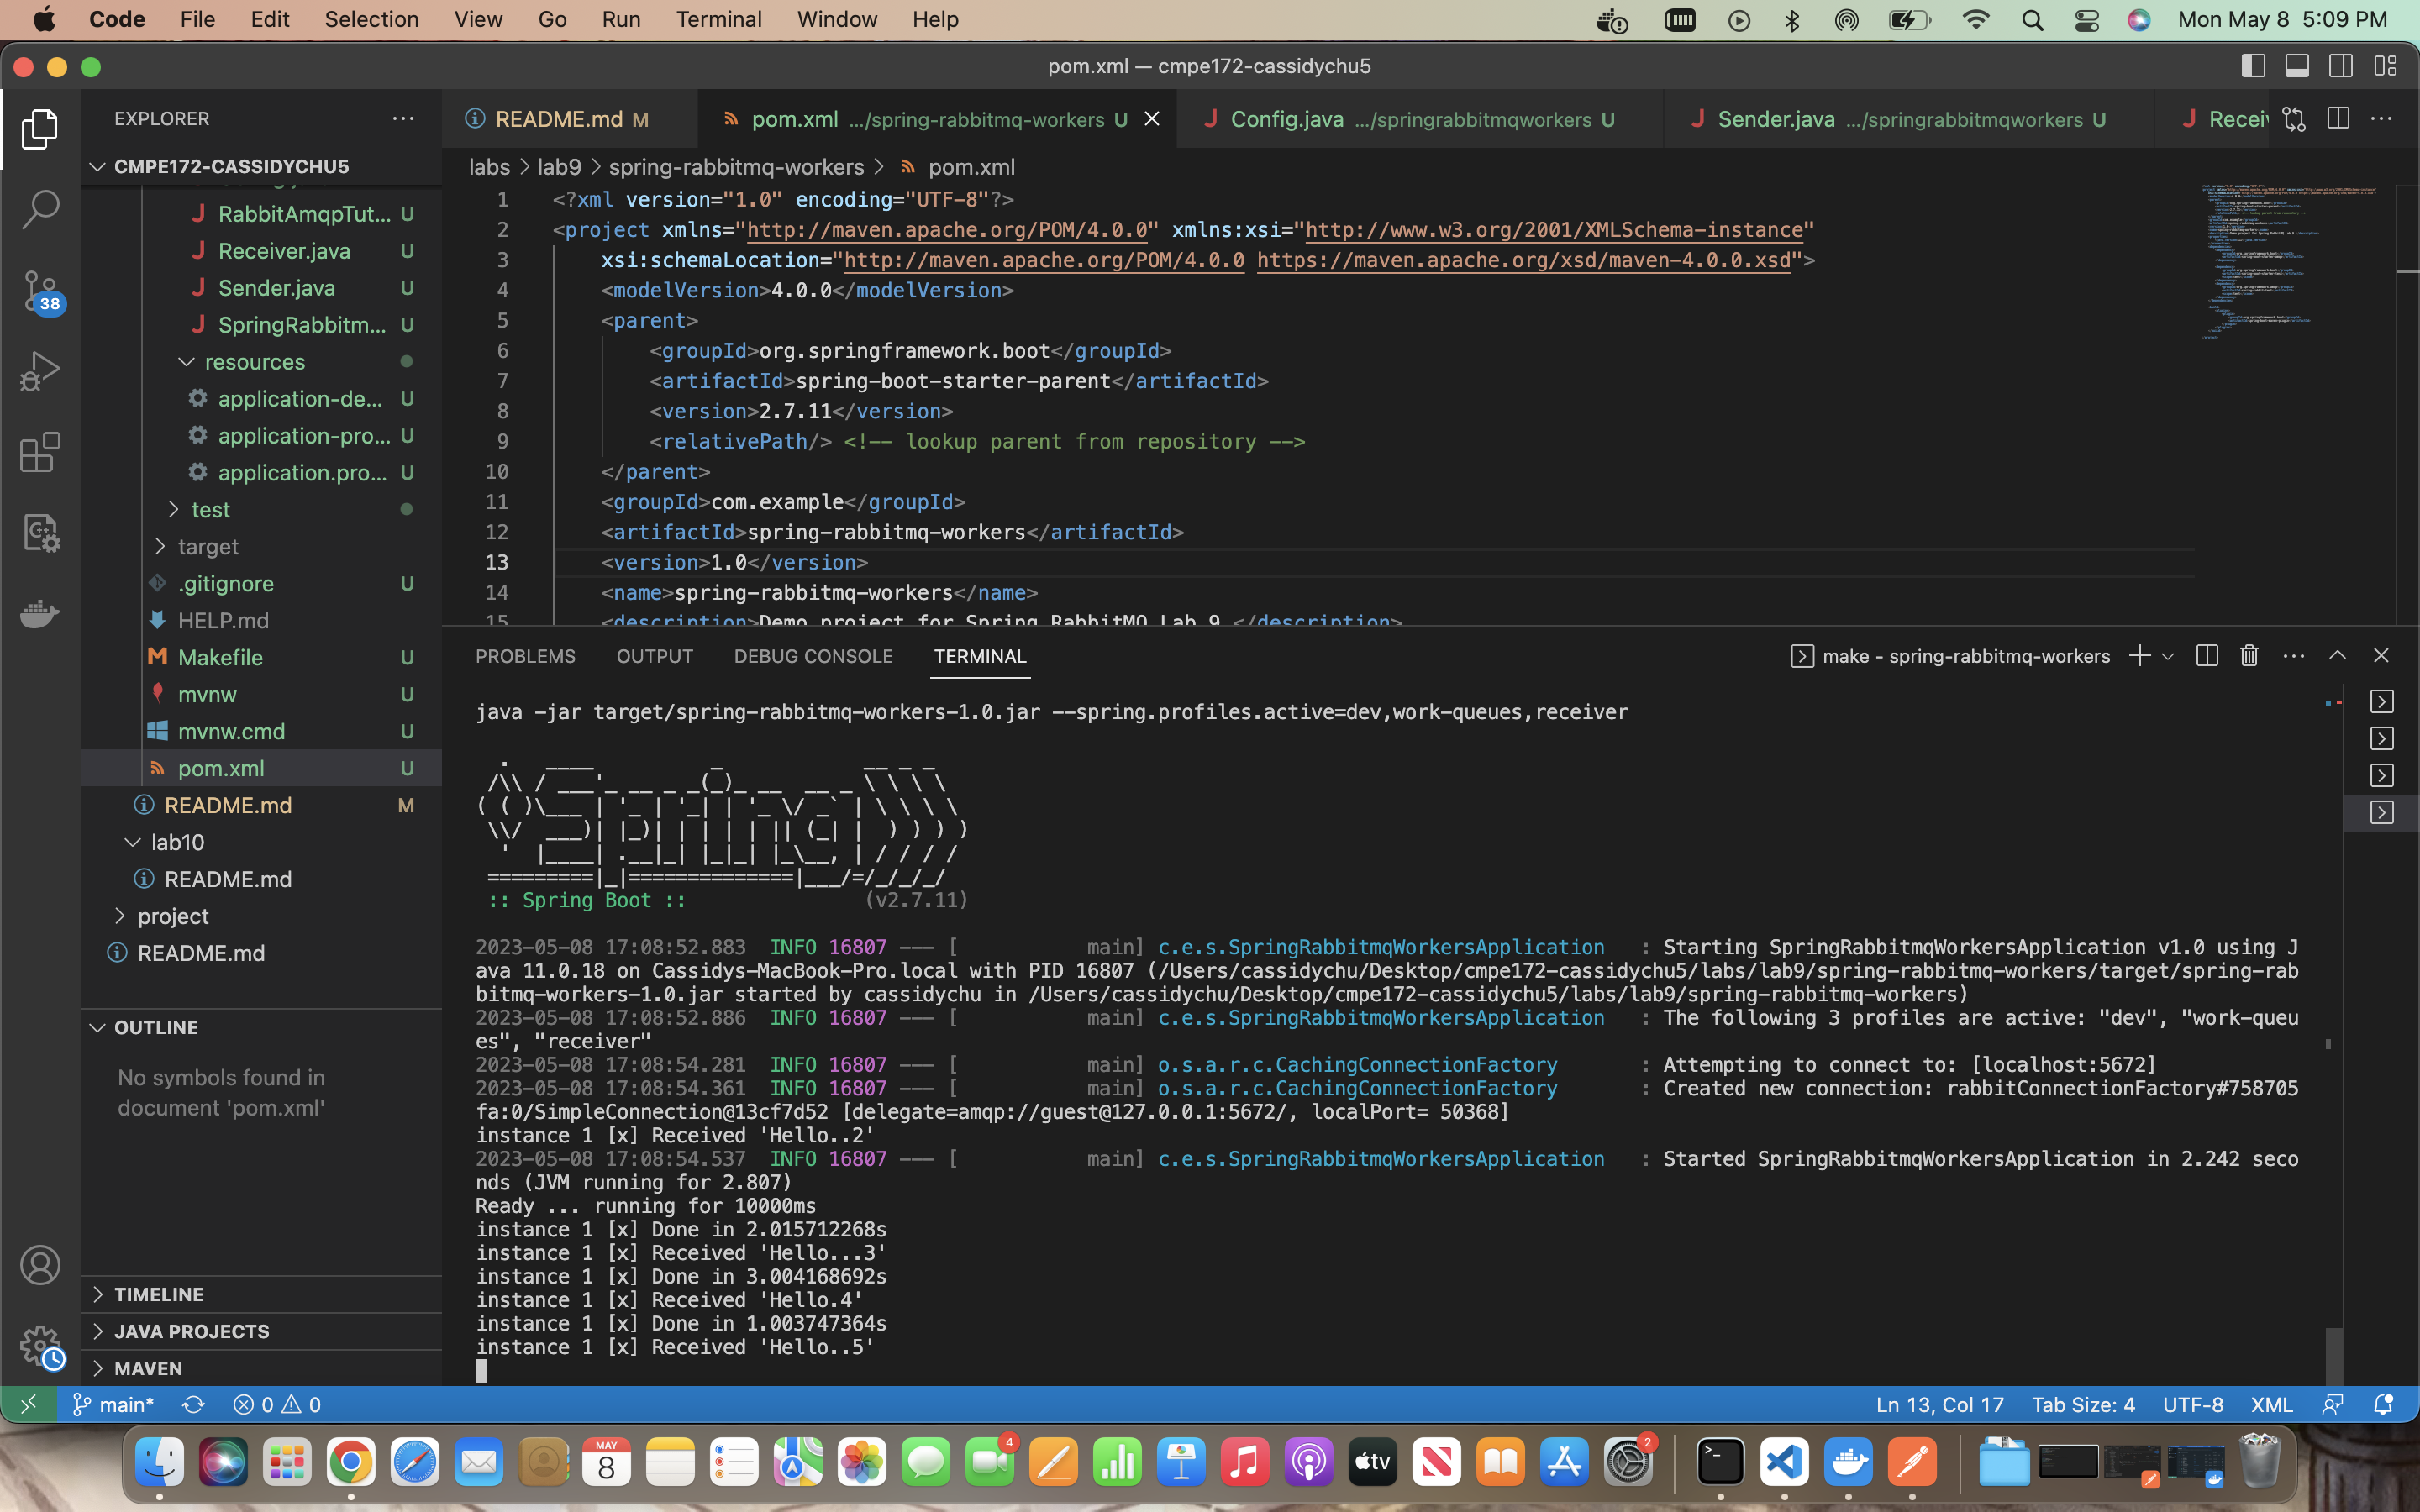 Code File Edit Selection View Go Run Terminal Window Help Mon May 8 5:09 PM
pom.xml — cmpe172-cassidychu5
EXPLORER
CMPE172-CASSIDYCHU5
RabbitAmqpTut... U
Receiver.java U
Sender.java U
SpringRabbitm... U
resources
application-de... U
application-pro... U
application.pro... U
test
target
.gitignore U
HELP.md
Makefile U
mvnw U
mvnw.cmd U
pom.xml U
README.md M
lab10
README.md
project
README.md
OUTLINE
No symbols found in
document 'pom.xml'
TIMELINE
JAVA PROJECTS
MAVEN
38
README.md M pom.xml .../spring-rabbitmq-workers U Config.java .../springrabbitmqworkers U Sender.java .../springrabbitmqworkers U Receiv
labs > lab9 > spring-rabbitmq-workers > pom.xml
1 <?xml version="1.0" encoding="UTF-8"?>
2 <project xmlns="http://maven.apache.org/POM/4.0.0" xmlns:xsi="http://www.w3.org/2001/XMLSchema-instance"
3 xsi:schemaLocation="http://maven.apache.org/POM/4.0.0 https://maven.apache.org/xsd/maven-4.0.0.xsd">
4 <modelVersion>4.0.0</modelVersion>
5 <parent>
6 <groupId>org.springframework.boot</groupId>
7 <artifactId>spring-boot-starter-parent</artifactId>
8 <version>2.7.11</version>
9 <relativePath/> <!-- lookup parent from repository -->
10 </parent>
11 <groupId>com.example</groupId>
12 <artifactId>spring-rabbitmq-workers</artifactId>
13 <version>1.0</version>
14 <name>spring-rabbitmq-workers</name>
15 <description>Demo project for Spring RabbitMQ Lab 9 </description>
PROBLEMS OUTPUT DEBUG CONSOLE TERMINAL make - spring-rabbitmq-workers
java -jar target/spring-rabbitmq-workers-1.0.jar --spring.profiles.active=dev,work-queues,receiver
:: Spring Boot :: (v2.7.11)
2023-05-08 17:08:52.883 INFO 16807 --- [ main] c.e.s.SpringRabbitmqWorkersApplication : Starting SpringRabbitmqWorkersApplication v1.0 using J
ava 11.0.18 on Cassidys-MacBook-Pro.local with PID 16807 (/Users/cassidychu/Desktop/cmpe172-cassidychu5/labs/lab9/spring-rabbitmq-workers/target/spring-rab
bitmq-workers-1.0.jar started by cassidychu in /Users/cassidychu/Desktop/cmpe172-cassidychu5/labs/lab9/spring-rabbitmq-workers)
2023-05-08 17:08:52.886 INFO 16807 --- [ main] c.e.s.SpringRabbitmqWorkersApplication : The following 3 profiles are active: "dev", "work-queu
es", "receiver"
2023-05-08 17:08:54.281 INFO 16807 --- [ main] o.s.a.r.c.CachingConnectionFactory : Attempting to connect to: [localhost:5672]
2023-05-08 17:08:54.361 INFO 16807 --- [ main] o.s.a.r.c.CachingConnectionFactory : Created new connection: rabbitConnectionFactory#758705
fa:0/SimpleConnection@13cf7d52 [delegate=amqp://guest@127.0.0.1:5672/, localPort= 50368]
instance 1 [x] Received 'Hello..2'
2023-05-08 17:08:54.537 INFO 16807 --- [ main] c.e.s.SpringRabbitmqWorkersApplication : Started SpringRabbitmqWorkersApplication in 2.242 seco
nds (JVM running for 2.807)
Ready ... running for 10000ms
instance 1 [x] Done in 2.015712268s
instance 1 [x] Received 'Hello...3'
instance 1 [x] Done in 3.004168692s
instance 1 [x] Received 'Hello.4'
instance 1 [x] Done in 1.003747364s
instance 1 [x] Received 'Hello..5'
main* 0 0 Ln 13, Col 17 Tab Size: 4 UTF-8 XML
MAY
8
4
tv
2